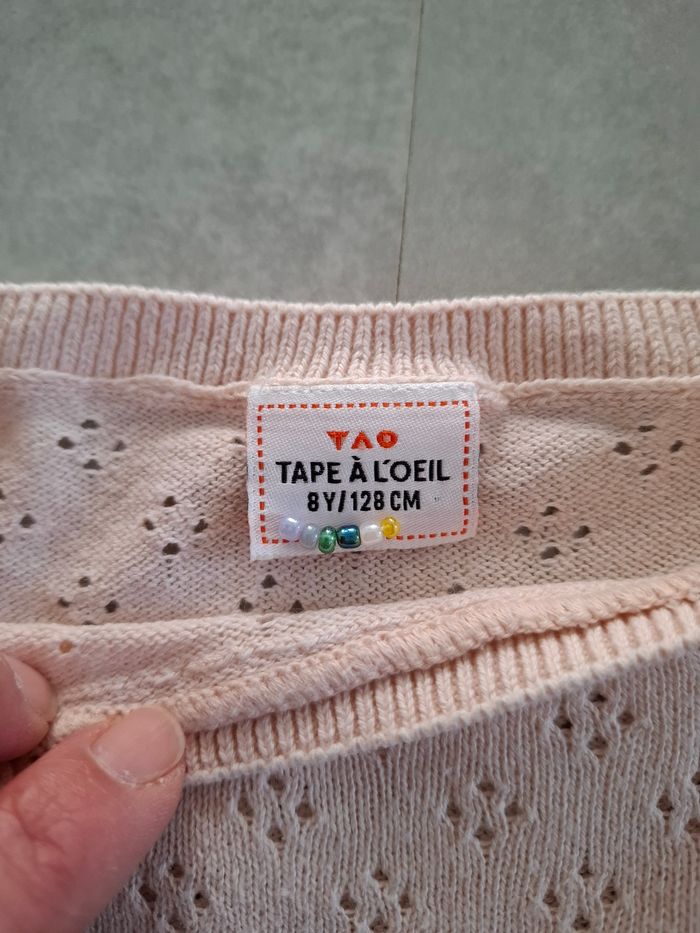 TAO
TAPE À L'OEIL
8Y/128 CM